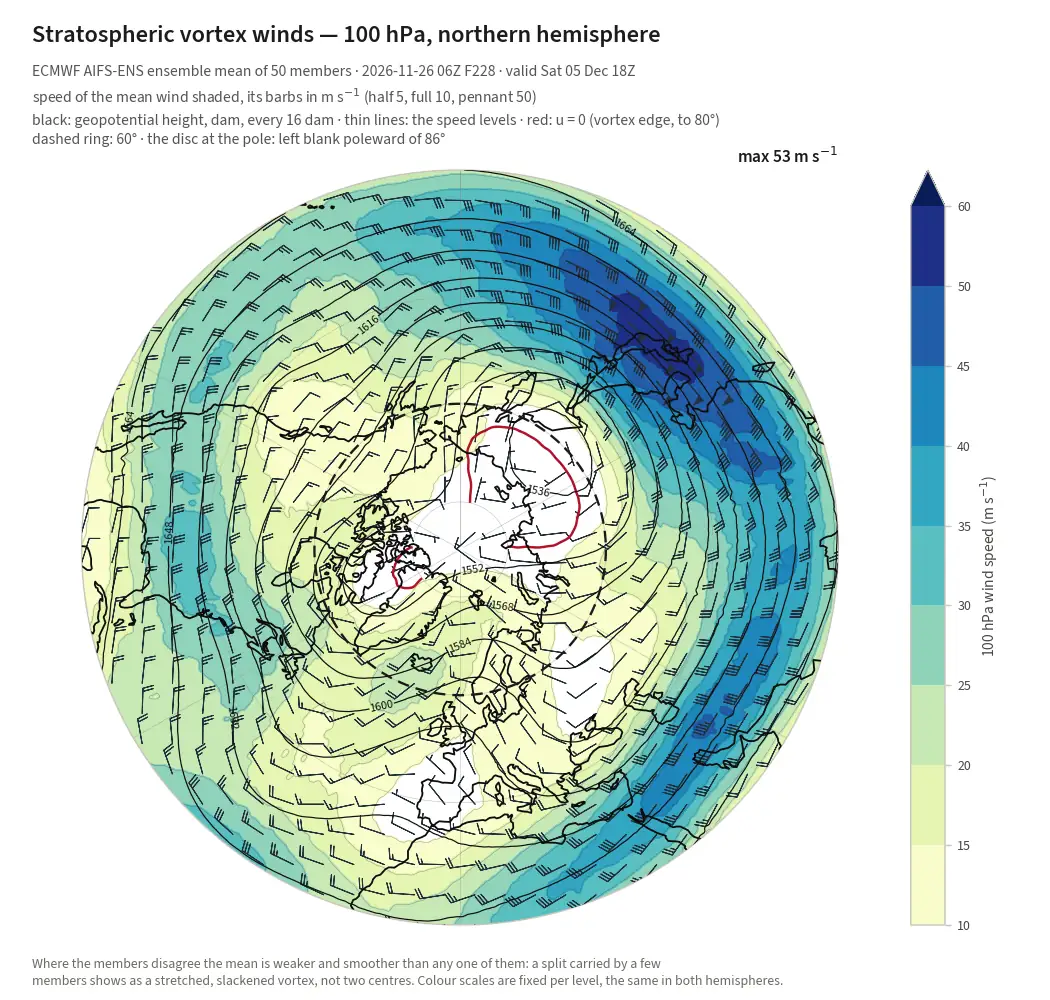 Stratospheric vortex winds — 100 hPa, northern hemisphere
ECMWF AIFS-ENS ensemble mean of 50 members · 2026-11-26 06Z F228 · valid Sat 05 Dec 18Z
speed of the mean wind shaded, its barbs in m s⁻¹ (half 5, full 10, pennant 50)
black: geopotential height, dam, every 16 dam · thin lines: the speed levels · red: u = 0 (vortex edge, to 80°)
dashed ring: 60° · the disc at the pole: left blank poleward of 86°
max 53 m s⁻¹
1664
1616
1536
1648
1552
1568
1584
1600
60
50
45
40
35
30
25
20
15
10
100 hPa wind speed (m s⁻¹)
Where the members disagree the mean is weaker and smoother than any one of them: a split carried by a few
members shows as a stretched, slackened vortex, not two centres. Colour scales are fixed per level, the same in both hemispheres.